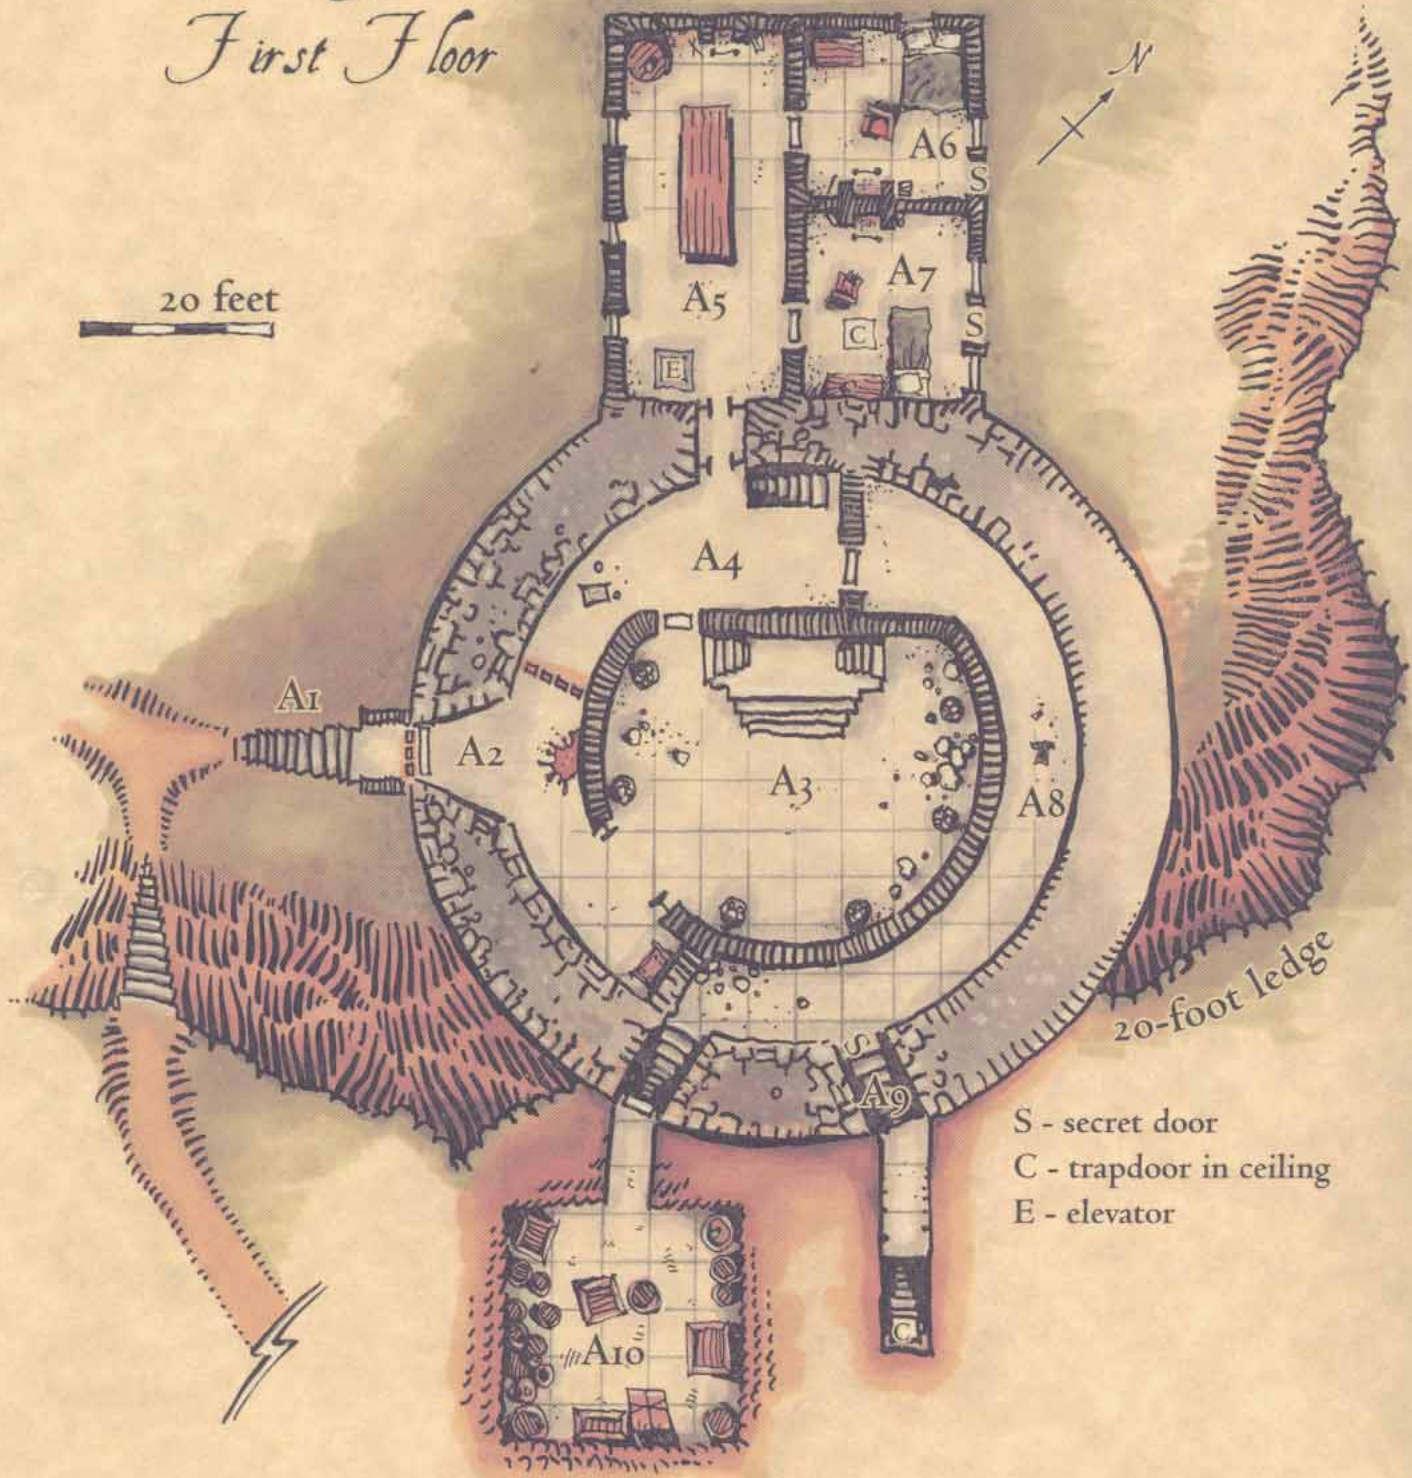 First Floor
N
A6
S
A7
20 feet
A5
C
S
E
A4
A1
A2
A3
A8
20-foot ledge
S
A9
S - secret door
C - trapdoor in ceiling
E - elevator
C
A10